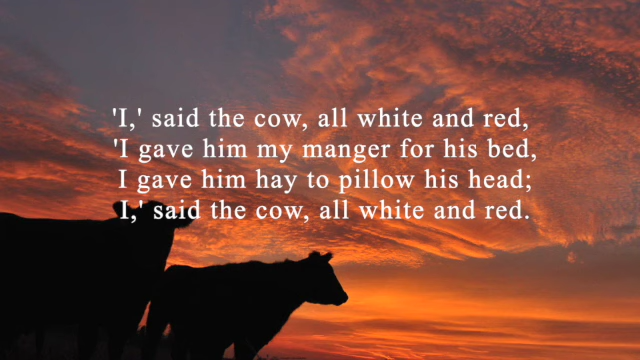 'I,' said the cow, all white and red,
'I gave him my manger for his bed,
I gave him hay to pillow his head;
I,' said the cow, all white and red.